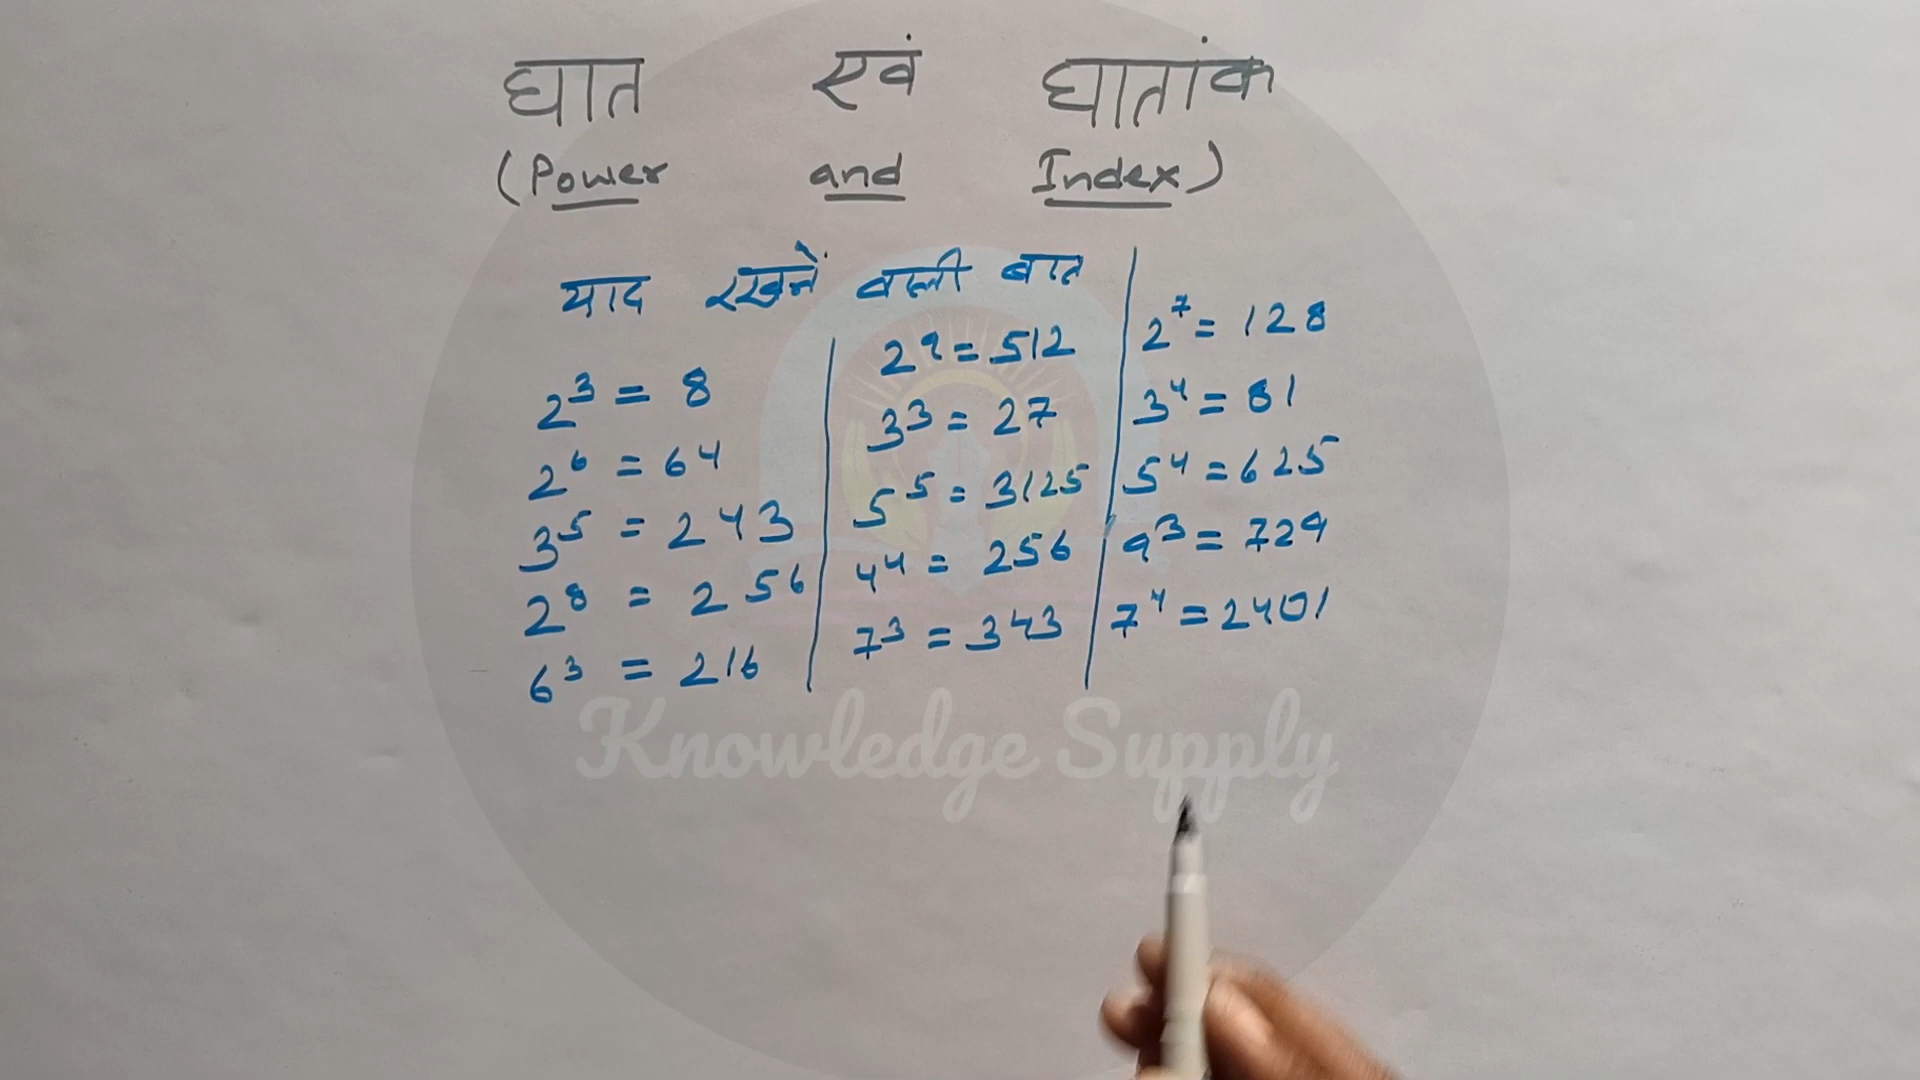 घात एवं घातांक
(Power and Index)
याद रखनें वाली बात
2³ = 8
2⁶ = 64
3⁵ = 243
2⁸ = 256
6³ = 216
2⁹ = 512
3³ = 27
5⁵ = 3125
4⁴ = 256
7³ = 343
2⁷ = 128
3⁴ = 81
5⁴ = 625
9³ = 729
7⁴ = 2401
Knowledge Supply